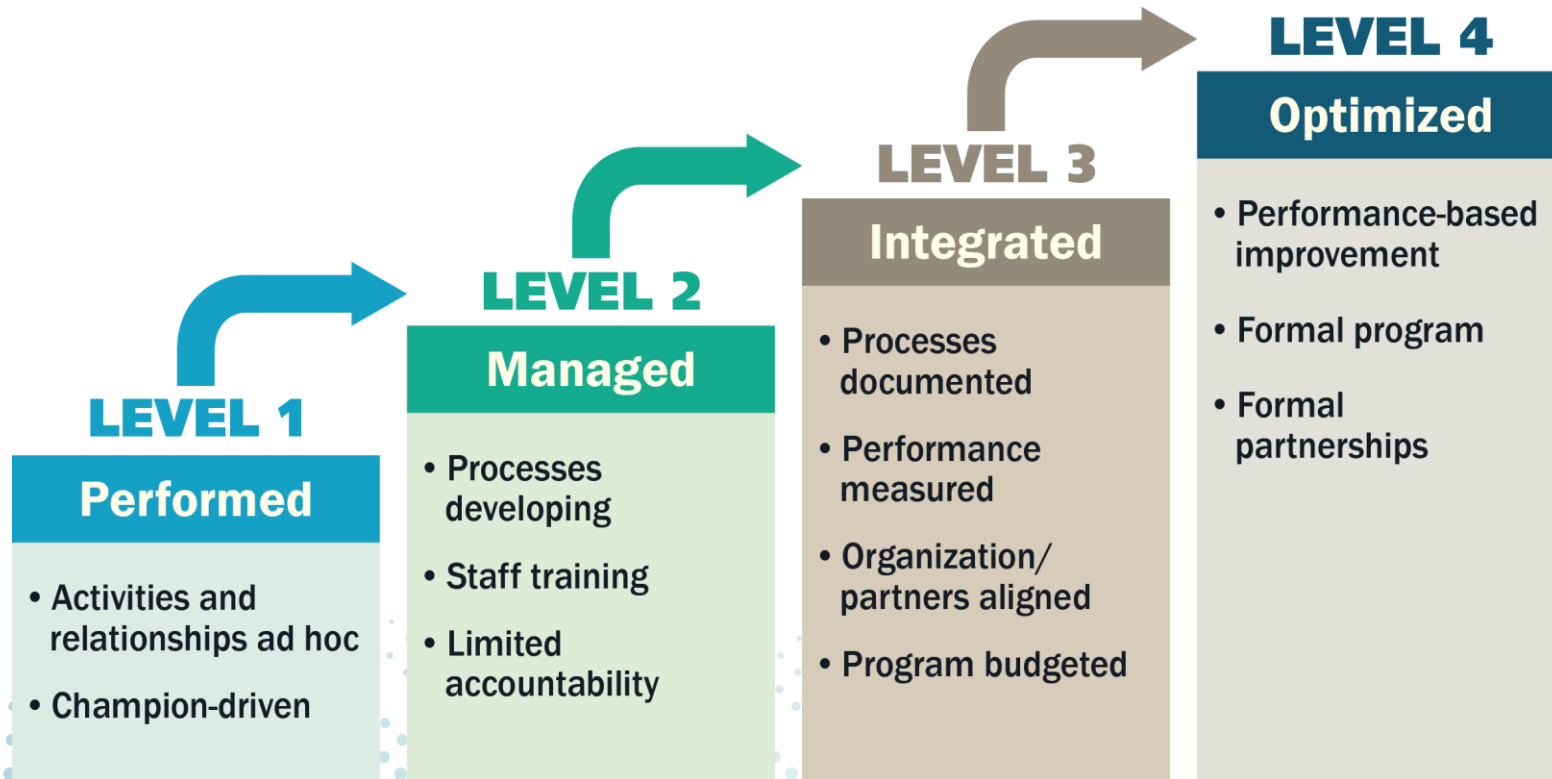 LEVEL 1
Performed
• Activities and
relationships ad hoc
• Champion-driven
LEVEL 2
Managed
• Processes
developing
• Staff training
• Limited
accountability
LEVEL 3
Integrated
• Processes
documented
• Performance
measured
• Organization/
partners aligned
• Program budgeted
LEVEL 4
Optimized
• Performance-based
improvement
• Formal program
• Formal
partnerships